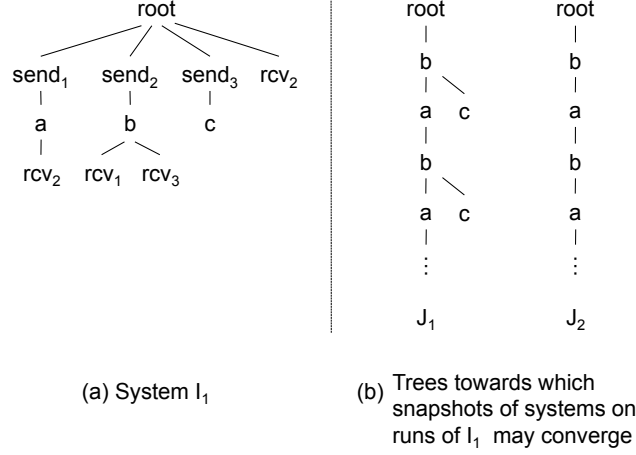 root
send₁ send₂ send₃ rcv₂
a b c
rcv₂ rcv₁ rcv₃
(a) System I₁
root root
b b
a c a
b b
a c a
⋮ ⋮
J₁ J₂
(b) Trees towards which
snapshots of systems on
runs of I₁ may converge